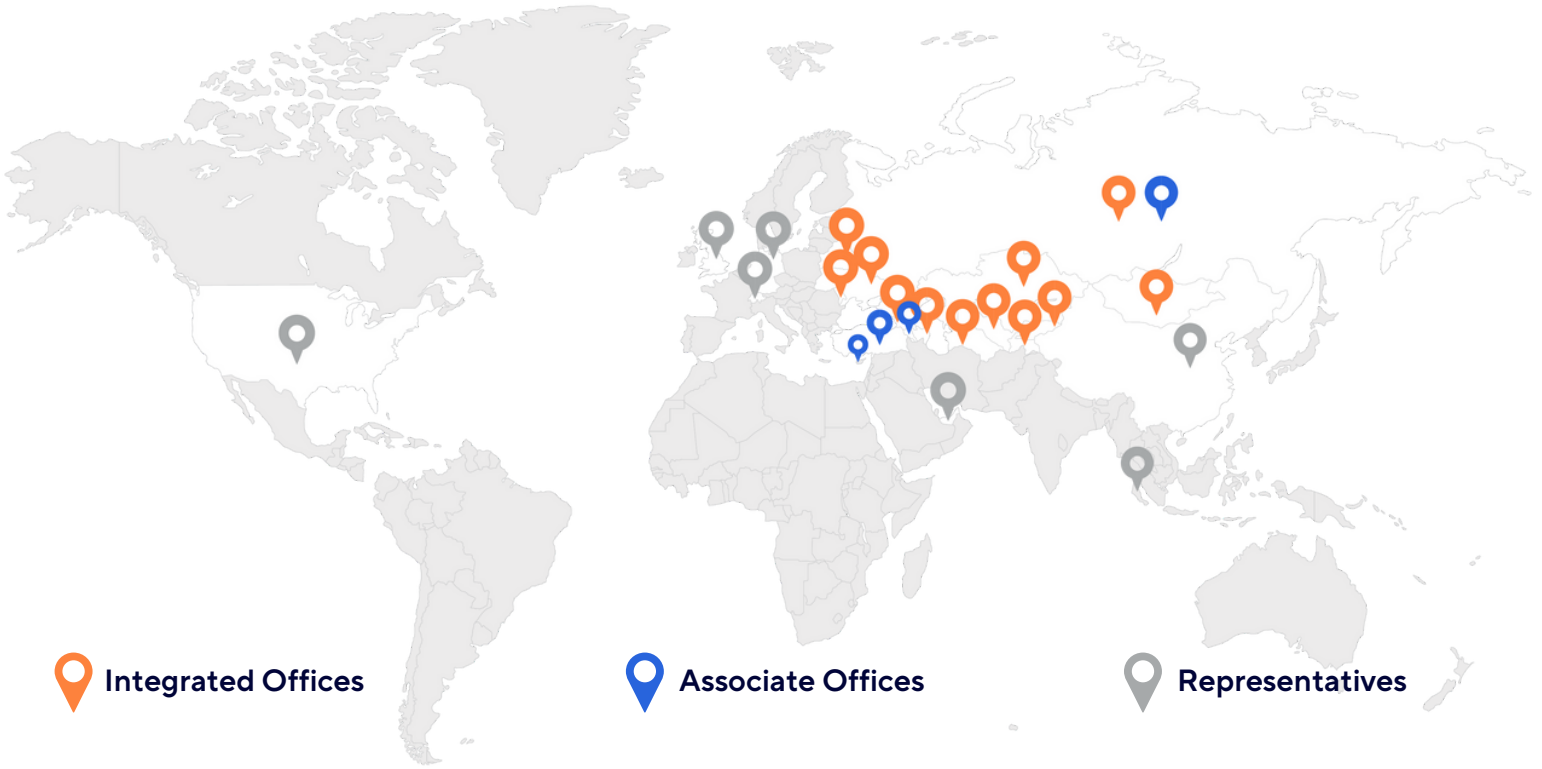 Integrated Offices
Associate Offices
Representatives